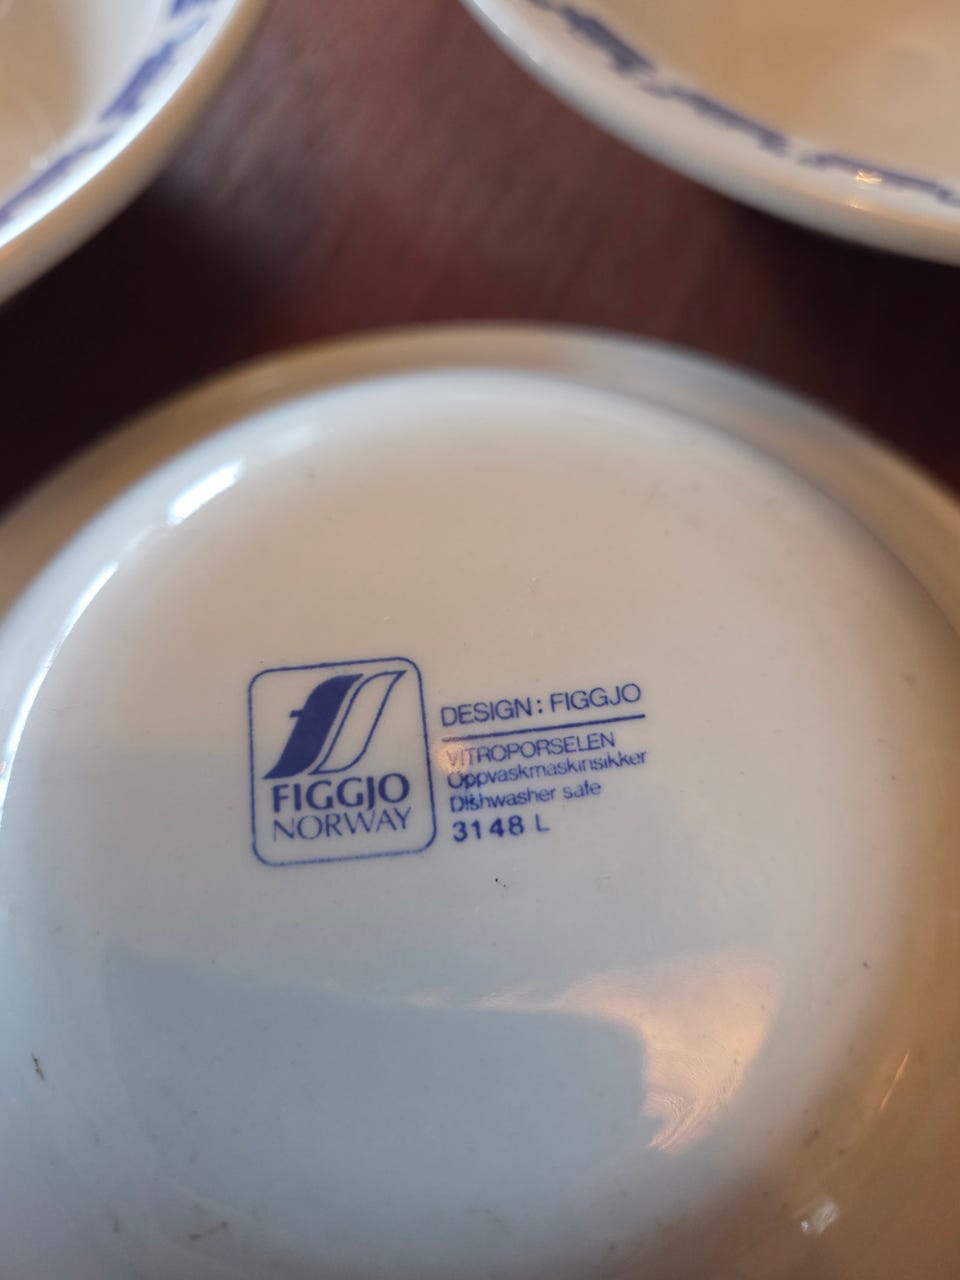 FIGGJO
NORWAY
DESIGN: FIGGJO
VITROPORSELEN
Oppvaskmaskinsikker
Dishwasher safe
3148 L